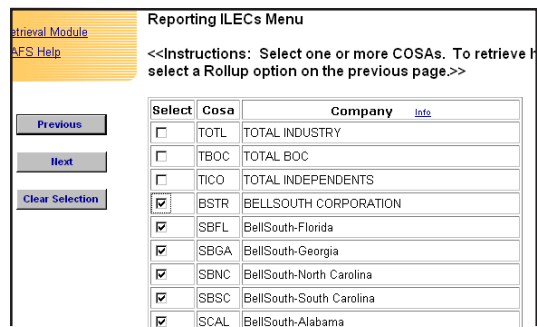 etrieval Module
AFS Help
Previous
Next
Clear Selection
Reporting ILECs Menu
<<Instructions: Select one or more COSAs. To retrieve h
select a Rollup option on the previous page.>>
Select Cosa Company Info
TOTL TOTAL INDUSTRY
TBOC TOTAL BOC
TICO TOTAL INDEPENDENTS
BSTR BELLSOUTH CORPORATION
SBFL BellSouth-Florida
SBGA BellSouth-Georgia
SBNC BellSouth-North Carolina
SBSC BellSouth-South Carolina
SCAL BellSouth-Alabama